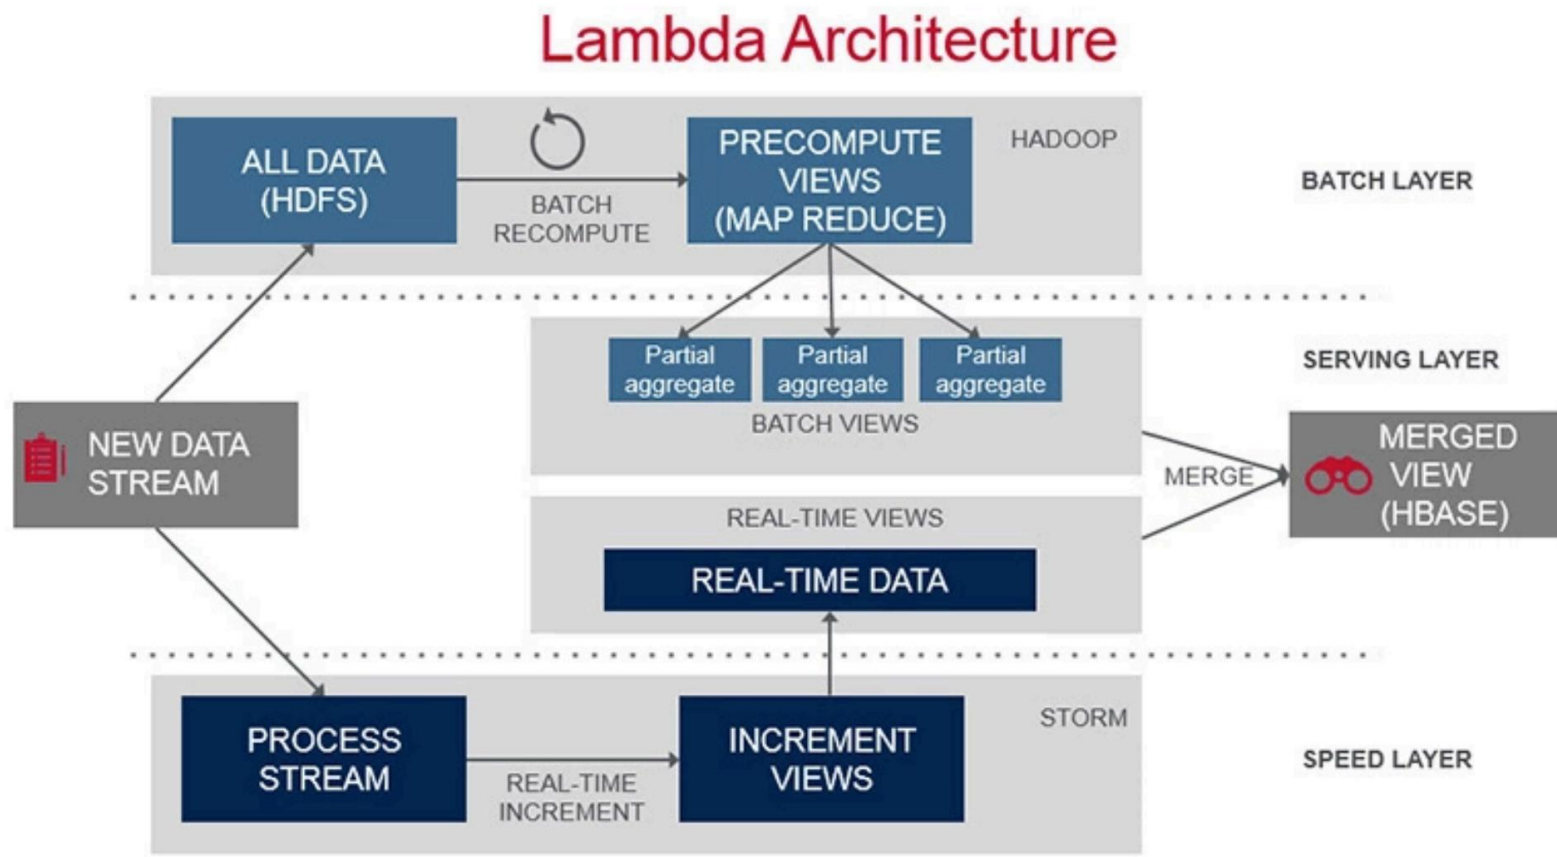 Lambda Architecture
ALL DATA
(HDFS)
BATCH
RECOMPUTE
PRECOMPUTE
VIEWS
(MAP REDUCE)
HADOOP
BATCH LAYER
Partial
aggregate
Partial
aggregate
Partial
aggregate
BATCH VIEWS
SERVING LAYER
NEW DATA
STREAM
MERGE
MERGED
VIEW
(HBASE)
REAL-TIME VIEWS
REAL-TIME DATA
PROCESS
STREAM
REAL-TIME
INCREMENT
INCREMENT
VIEWS
STORM
SPEED LAYER